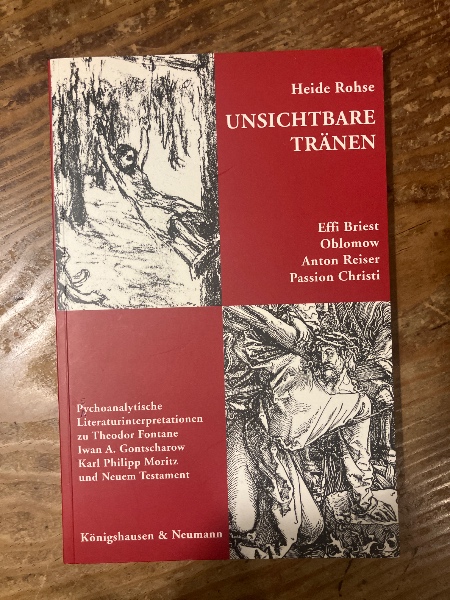 Heide Rohse
UNSICHTBARE
TRÄNEN
Effi Briest
Oblomow
Anton Reiser
Passion Christi
Pychoanalytische
Literaturinterpretationen
zu Theodor Fontane
Iwan A. Gontscharow
Karl Philipp Moritz
und Neuem Testament
Königshausen & Neumann